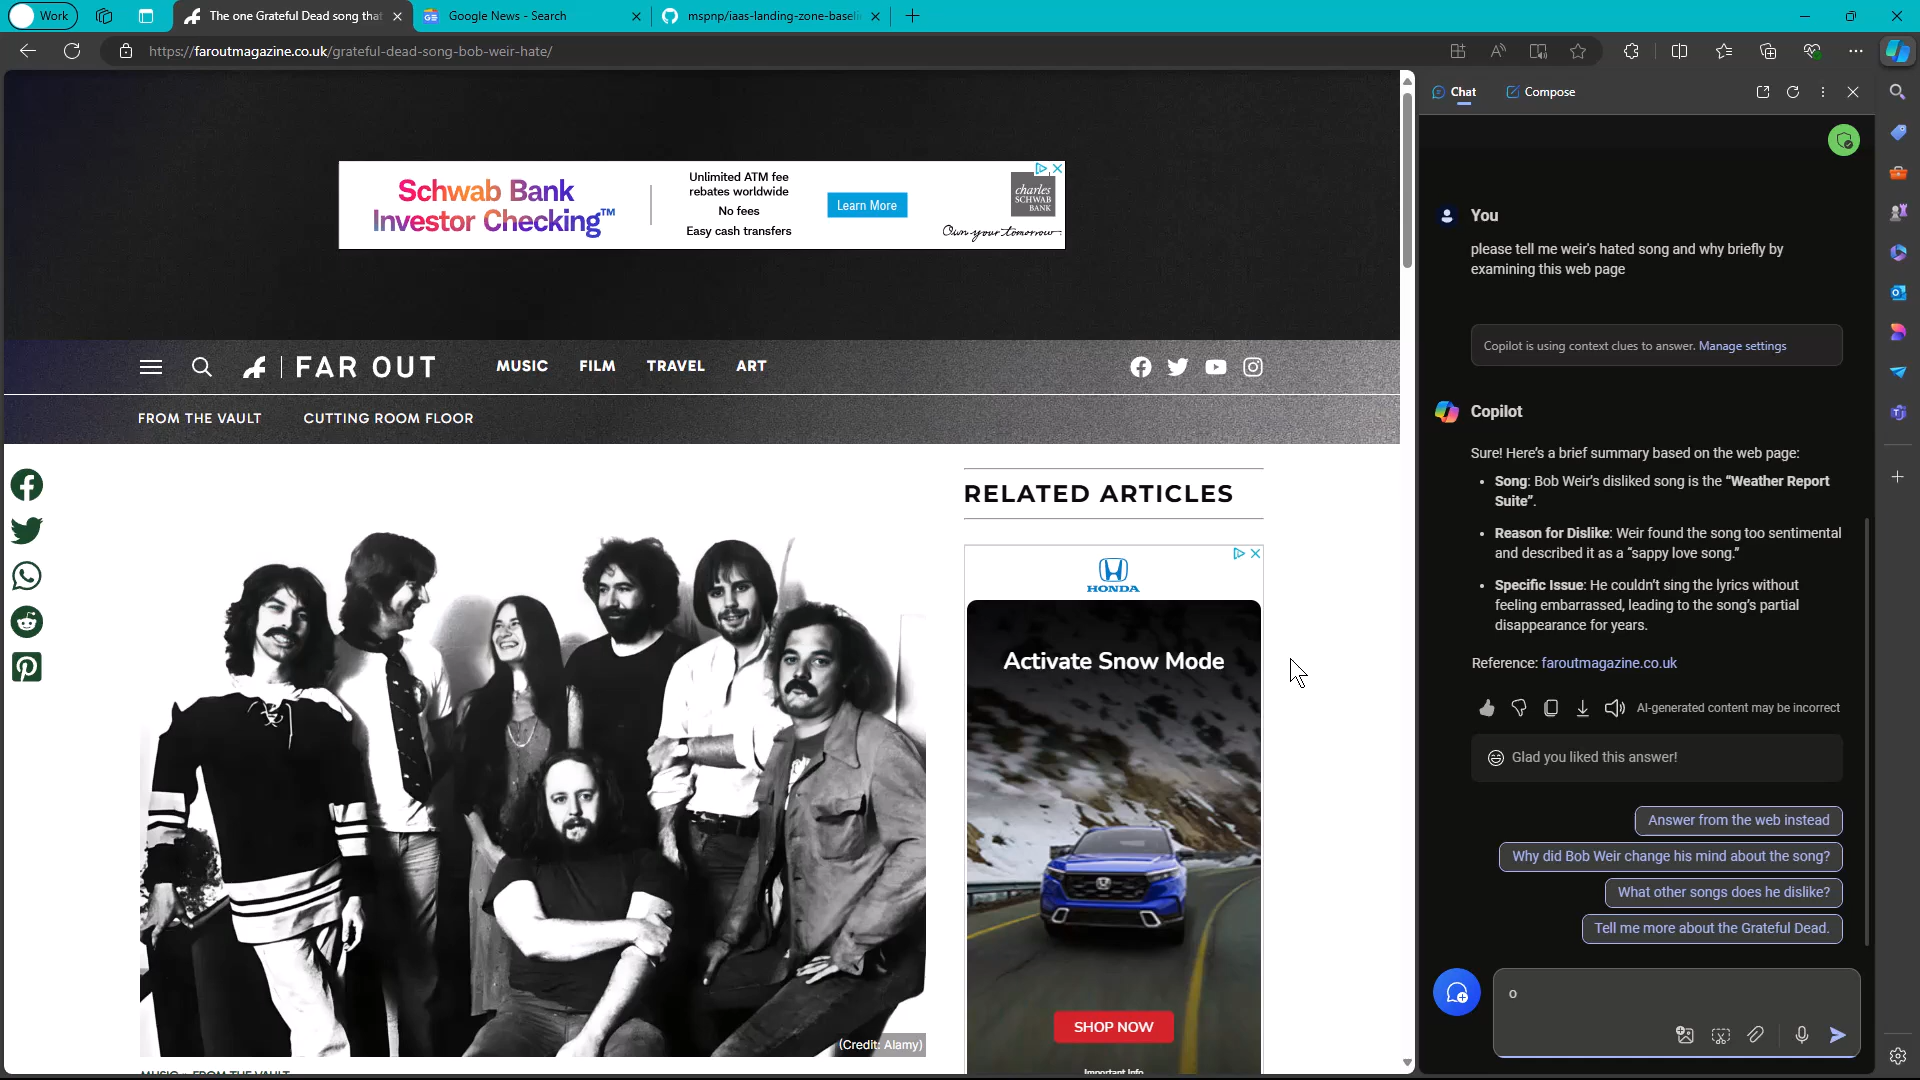 Work
The one Grateful Dead song that
Google News - Search
mspnp/iaas-landing-zone-baseli
https://faroutmagazine.co.uk/grateful-dead-song-bob-weir-hate/
Schwab Bank
Investor Checking™
Unlimited ATM fee
rebates worldwide
No fees
Easy cash transfers
Learn More
charles
SCHWAB
BANK
Own your tomorrow
FAR OUT
MUSIC
FILM
TRAVEL
ART
FROM THE VAULT
CUTTING ROOM FLOOR
RELATED ARTICLES
HONDA
Activate Snow Mode
SHOP NOW
Important Info
(Credit: Alamy)
MUSIC » FROM THE VAULT
Chat
Compose
You
please tell me weir's hated song and why briefly by
examining this web page
Copilot is using context clues to answer. Manage settings
Copilot
Sure! Here's a brief summary based on the web page:
• Song: Bob Weir's disliked song is the “Weather Report
Suite”.
• Reason for Dislike: Weir found the song too sentimental
and described it as a “sappy love song.”
• Specific Issue: He couldn't sing the lyrics without
feeling embarrassed, leading to the song's partial
disappearance for years.
Reference: faroutmagazine.co.uk
AI-generated content may be incorrect
Glad you liked this answer!
Answer from the web instead
Why did Bob Weir change his mind about the song?
What other songs does he dislike?
Tell me more about the Grateful Dead.
o